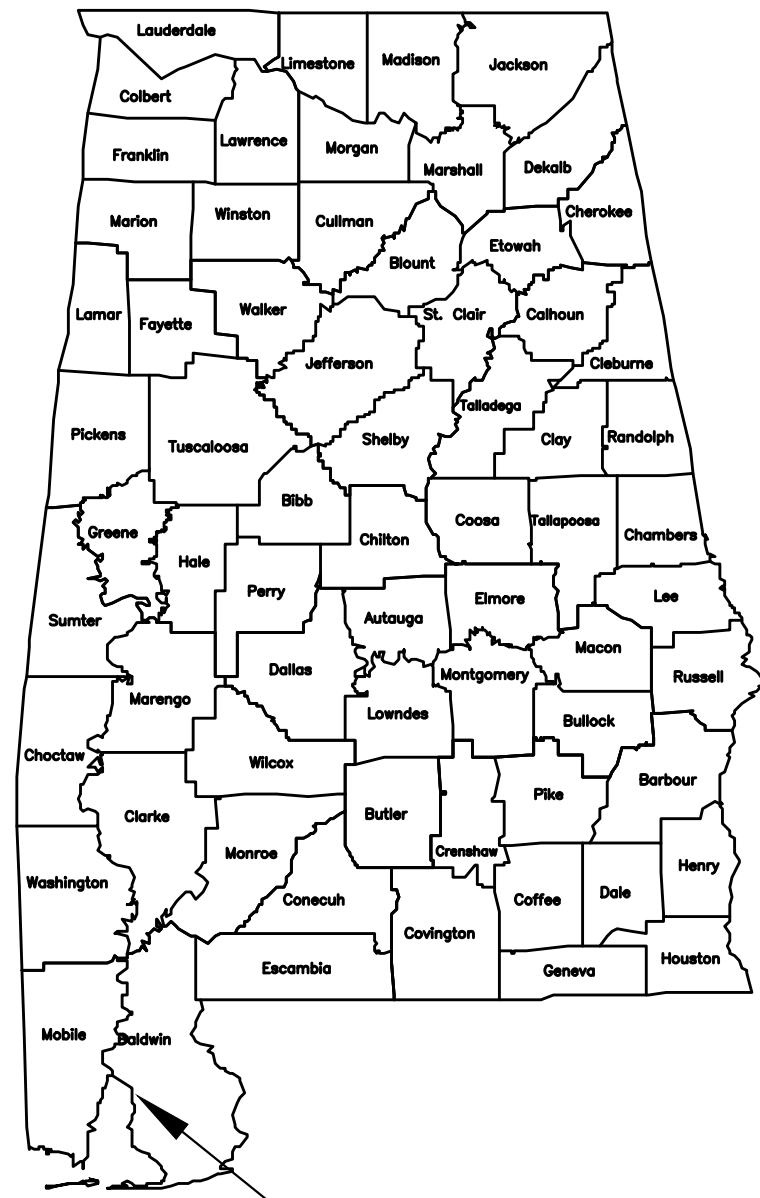 Lauderdale
Limestone
Madison
Jackson
Colbert
Lawrence
Morgan
Franklin
Marshall
Dekalb
Marion
Winston
Cullman
Cherokee
Etowah
Blount
Lamar
Fayette
Walker
St. Clair
Calhoun
Jefferson
Cleburne
Talladega
Pickens
Tuscaloosa
Shelby
Clay
Randolph
Bibb
Greene
Chilton
Coosa
Tallapoosa
Chambers
Hale
Perry
Elmore
Lee
Sumter
Autauga
Macon
Dallas
Montgomery
Russell
Marengo
Lowndes
Bullock
Choctaw
Wilcox
Barbour
Clarke
Butler
Pike
Monroe
Crenshaw
Henry
Washington
Conecuh
Coffee
Dale
Covington
Escambia
Geneva
Houston
Mobile
Baldwin